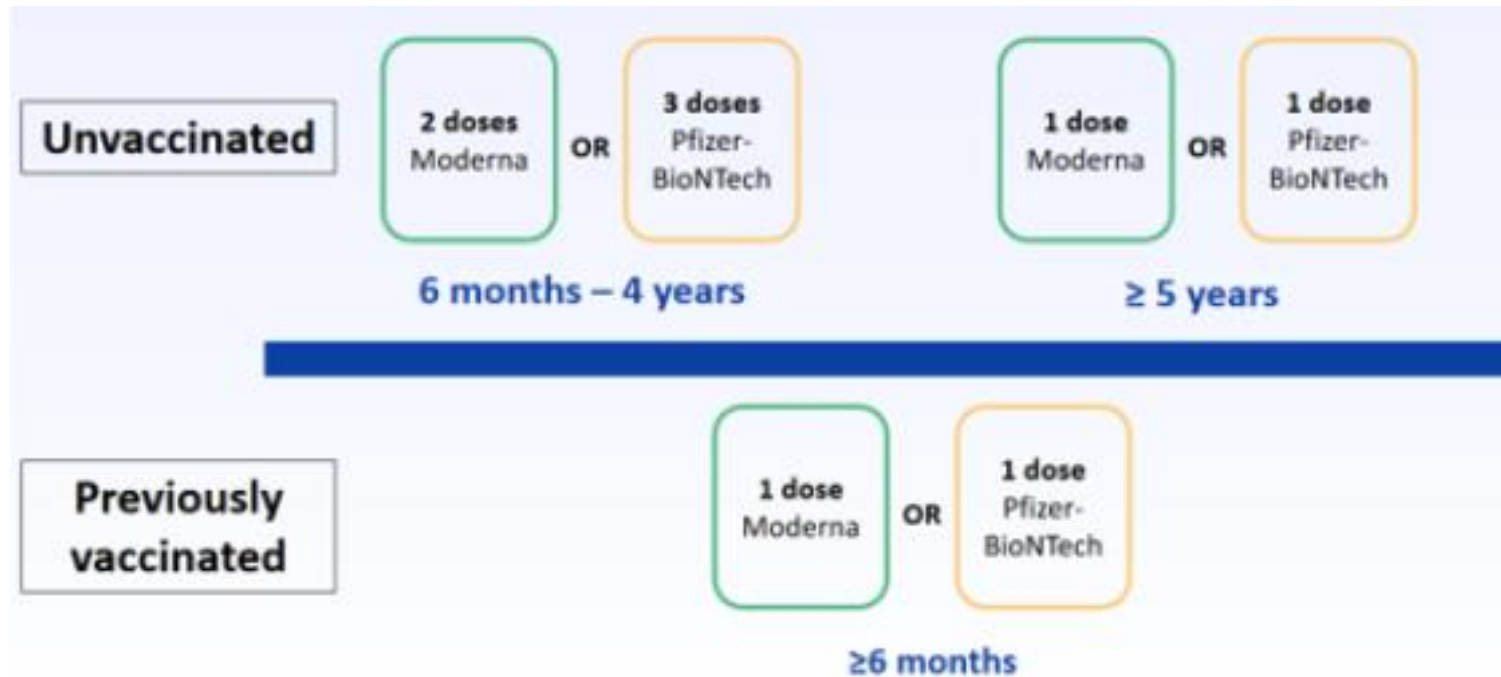 Unvaccinated
2 doses
Moderna
OR
3 doses
Pfizer-
BioNTech
1 dose
Moderna
OR
1 dose
Pfizer-
BioNTech
6 months – 4 years
≥ 5 years
Previously
vaccinated
1 dose
Moderna
OR
1 dose
Pfizer-
BioNTech
≥6 months